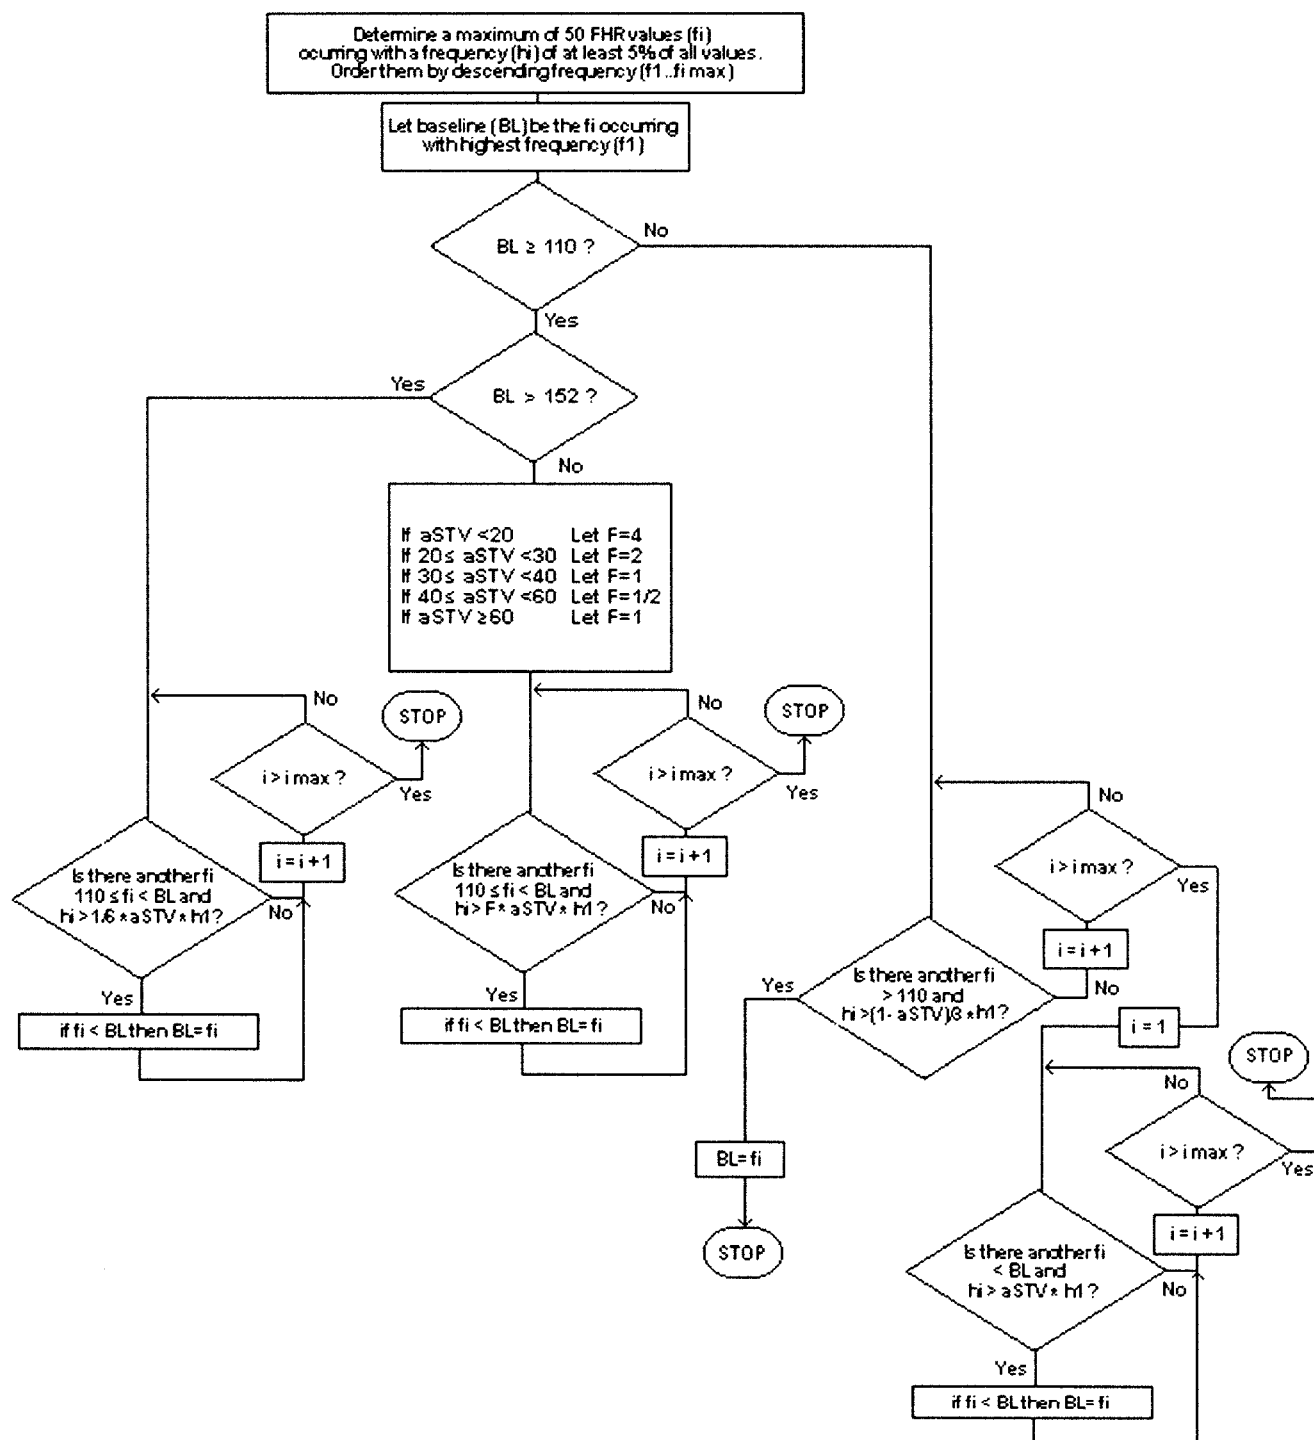 Determine a maximum of 50 FHR values (fi)
ocurring with a frequency (hi) of at least 5% of all values.
Order them by descending frequency (f1..fi max)
Let baseline (BL) be the fi occurring
with highest frequency (f1)
BL ≥ 110 ?
No
Yes
BL > 152 ?
Yes
No
If aSTV <20 Let F=4
If 20≤ aSTV <30 Let F=2
If 30≤ aSTV <40 Let F=1
If 40≤ aSTV <60 Let F=1/2
If aSTV ≥60 Let F=1
No
STOP
i > i max ?
Yes
i = i + 1
Is there another fi
110 ≤ fi < BL and
hi > 1.6 * aSTV * h1?
No
Yes
if fi < BL then BL= fi
No
STOP
i > i max ?
Yes
i = i + 1
Is there another fi
110 ≤ fi < BL and
hi > F * aSTV * h1?
No
Yes
if fi < BL then BL= fi
No
i > i max ?
Yes
i = i + 1
Is there another fi
> 110 and
No
Yes
i = 1
BL= fi
STOP
STOP
No
i > i max ?
Yes
i = i + 1
Is there another fi
< BL and
hi > aSTV * h1 ?
No
Yes
if fi < BL then BL= fi